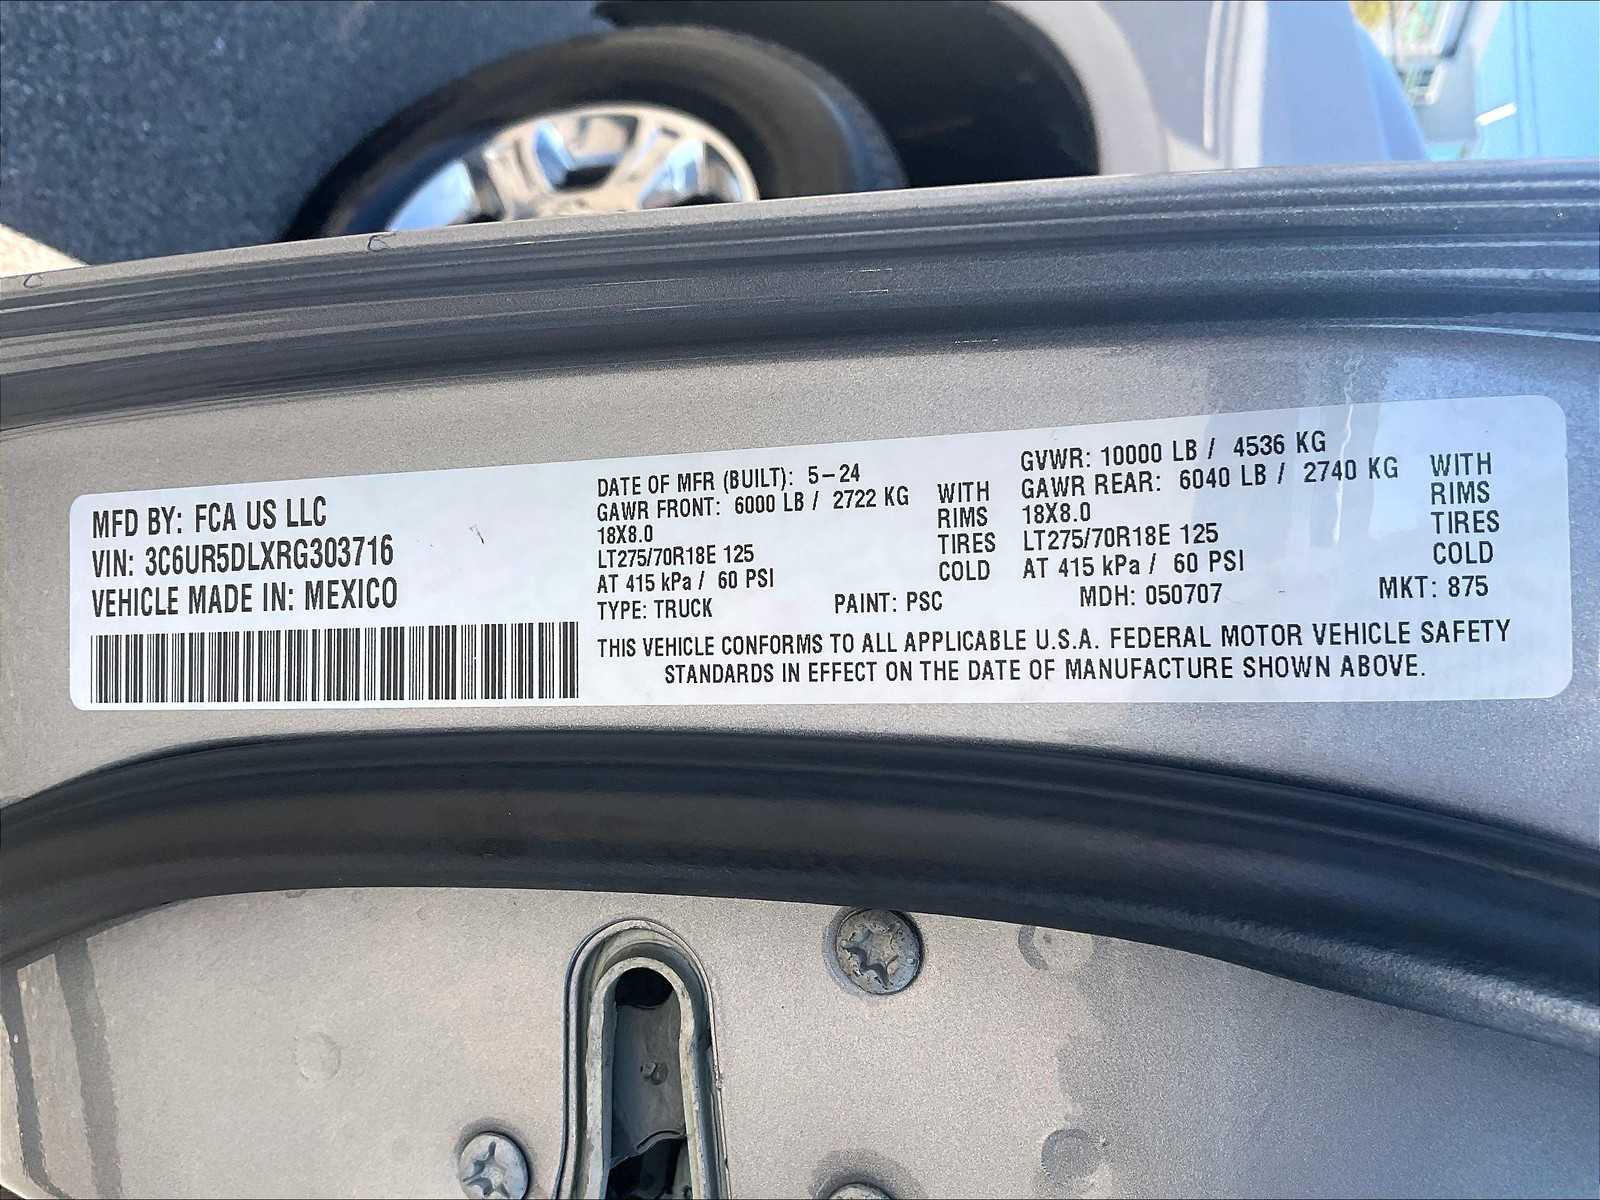 MFD BY: FCA US LLC
VIN: 3C6UR5DLXRG303716
VEHICLE MADE IN: MEXICO
DATE OF MFR (BUILT): 5-24
GAWR FRONT: 6000 LB / 2722 KG
18X8.0
LT275/70R18E 125
AT 415 kPa / 60 PSI
WITH
RIMS
TIRES
COLD
GVWR: 10000 LB / 4536 KG
GAWR REAR: 6040 LB / 2740 KG
18X8.0
LT275/70R18E 125
AT 415 kPa / 60 PSI
WITH
RIMS
TIRES
COLD
TYPE: TRUCK PAINT: PSC MDH: 050707 MKT: 875
THIS VEHICLE CONFORMS TO ALL APPLICABLE U.S.A. FEDERAL MOTOR VEHICLE SAFETY
STANDARDS IN EFFECT ON THE DATE OF MANUFACTURE SHOWN ABOVE.